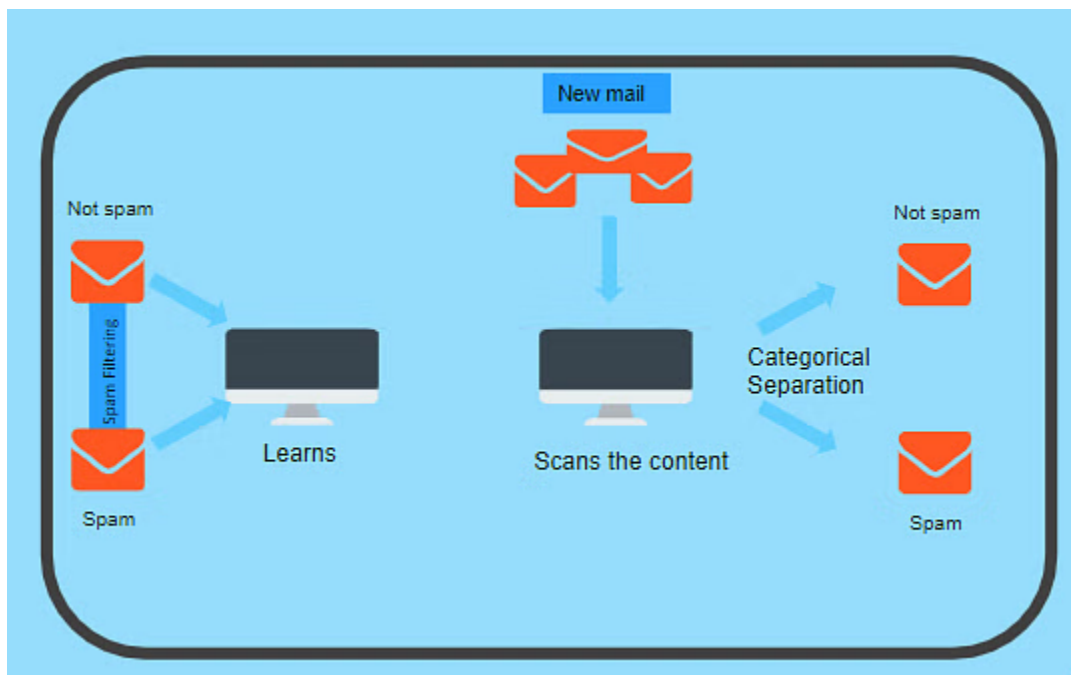 New mail
Not spam
Spam Filtering
Spam
Learns
Scans the content
Categorical
Separation
Not spam
Spam